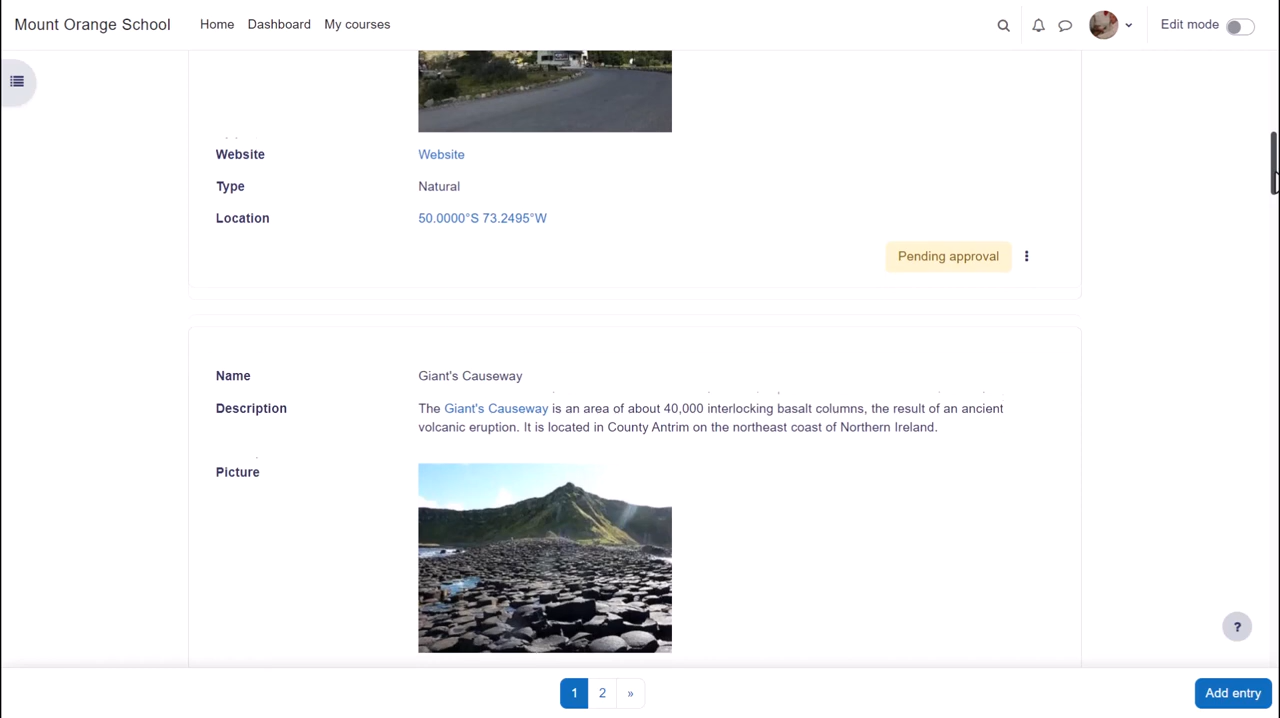 Mount Orange School Home Dashboard My courses Edit mode
Website Website
Type Natural
Location 50.0000°S 73.2495°W
Pending approval
Name Giant's Causeway
Description The Giant's Causeway is an area of about 40,000 interlocking basalt columns, the result of an ancient
volcanic eruption. It is located in County Antrim on the northeast coast of Northern Ireland.
Picture
?
1 2 » Add entry